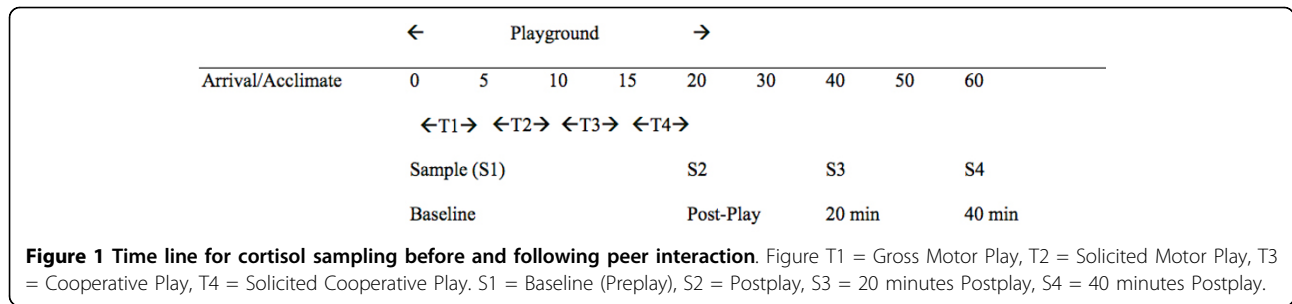 ← Playground →
Arrival/Acclimate 0 5 10 15 20 30 40 50 60
←T1→ ←T2→ ←T3→ ←T4→
Sample (S1) S2 S3 S4
Baseline Post-Play 20 min 40 min
Figure 1 Time line for cortisol sampling before and following peer interaction. Figure T1 = Gross Motor Play, T2 = Solicited Motor Play, T3
= Cooperative Play, T4 = Solicited Cooperative Play. S1 = Baseline (Preplay), S2 = Postplay, S3 = 20 minutes Postplay, S4 = 40 minutes Postplay.